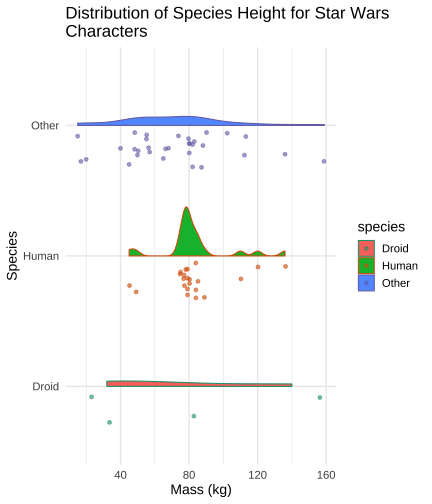 Distribution of Species Height for Star Wars
Characters
Species
Other
Human
Droid
40
80
120
160
Mass (kg)
species
Droid
Human
Other